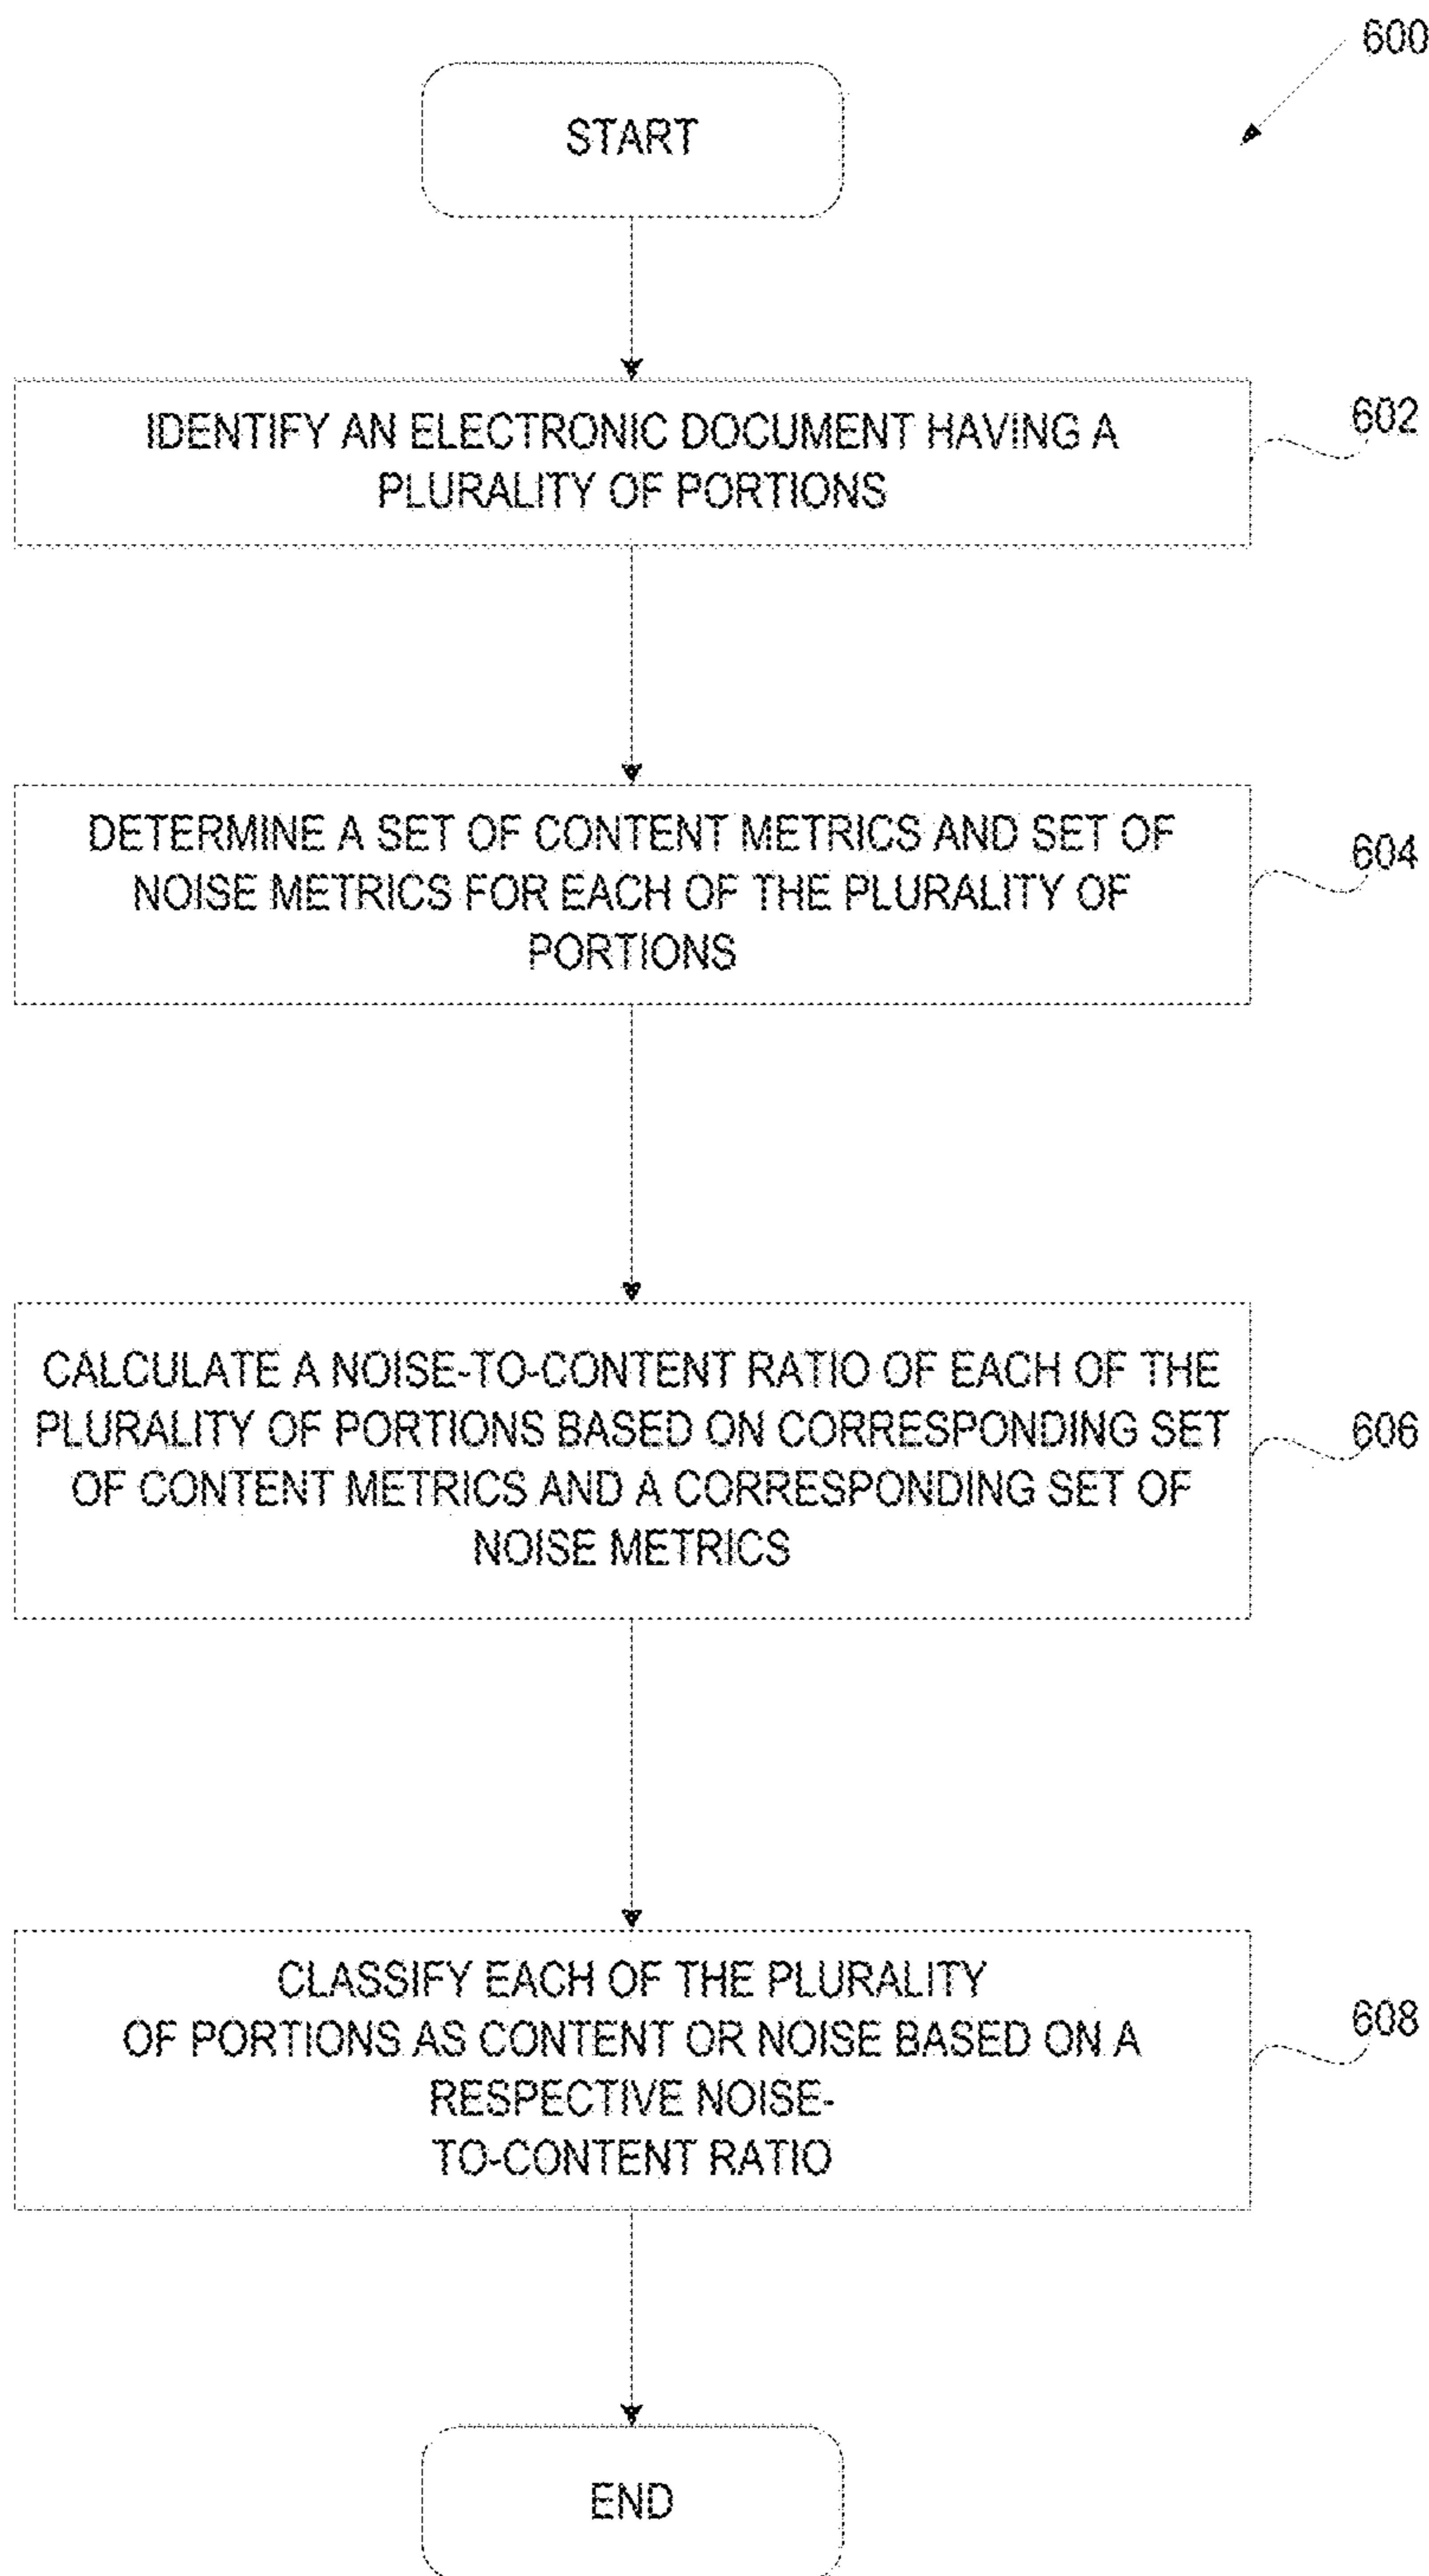 600
START
IDENTIFY AN ELECTRONIC DOCUMENT HAVING A
PLURALITY OF PORTIONS
602
DETERMINE A SET OF CONTENT METRICS AND SET OF
NOISE METRICS FOR EACH OF THE PLURALITY OF
PORTIONS
604
CALCULATE A NOISE-TO-CONTENT RATIO OF EACH OF THE
PLURALITY OF PORTIONS BASED ON CORRESPONDING SET
OF CONTENT METRICS AND A CORRESPONDING SET OF
NOISE METRICS
606
CLASSIFY EACH OF THE PLURALITY
OF PORTIONS AS CONTENT OR NOISE BASED ON A
RESPECTIVE NOISE-
TO-CONTENT RATIO
608
END